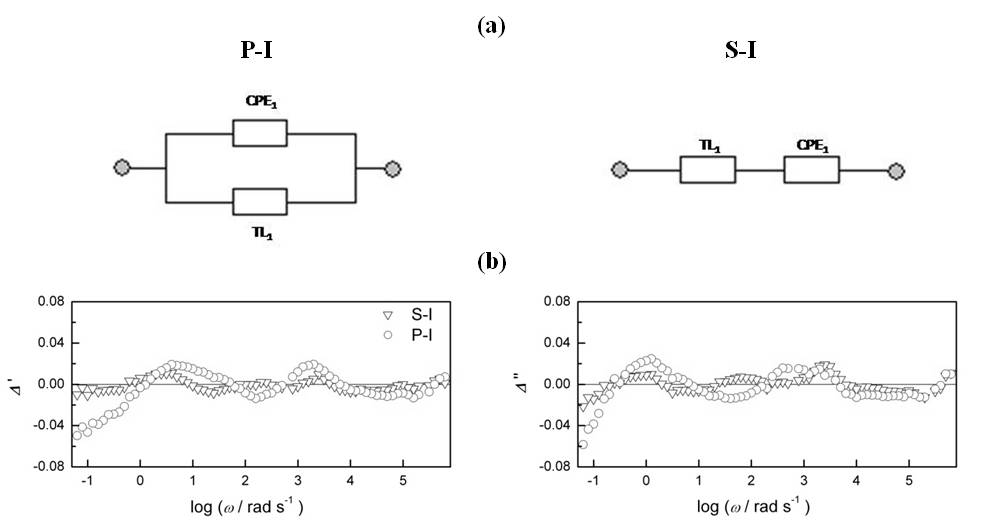 (a)
P-I
S-I
CPE₁
TL₁
TL₁
CPE₁
(b)
0.08
0.04
0.00
-0.04
-0.08
Δ'
S-I
P-I
-1 0 1 2 3 4 5
log (ω / rad s⁻¹ )
0.08
0.04
0.00
-0.04
-0.08
Δ"
-1 0 1 2 3 4 5
log (ω / rad s⁻¹ )